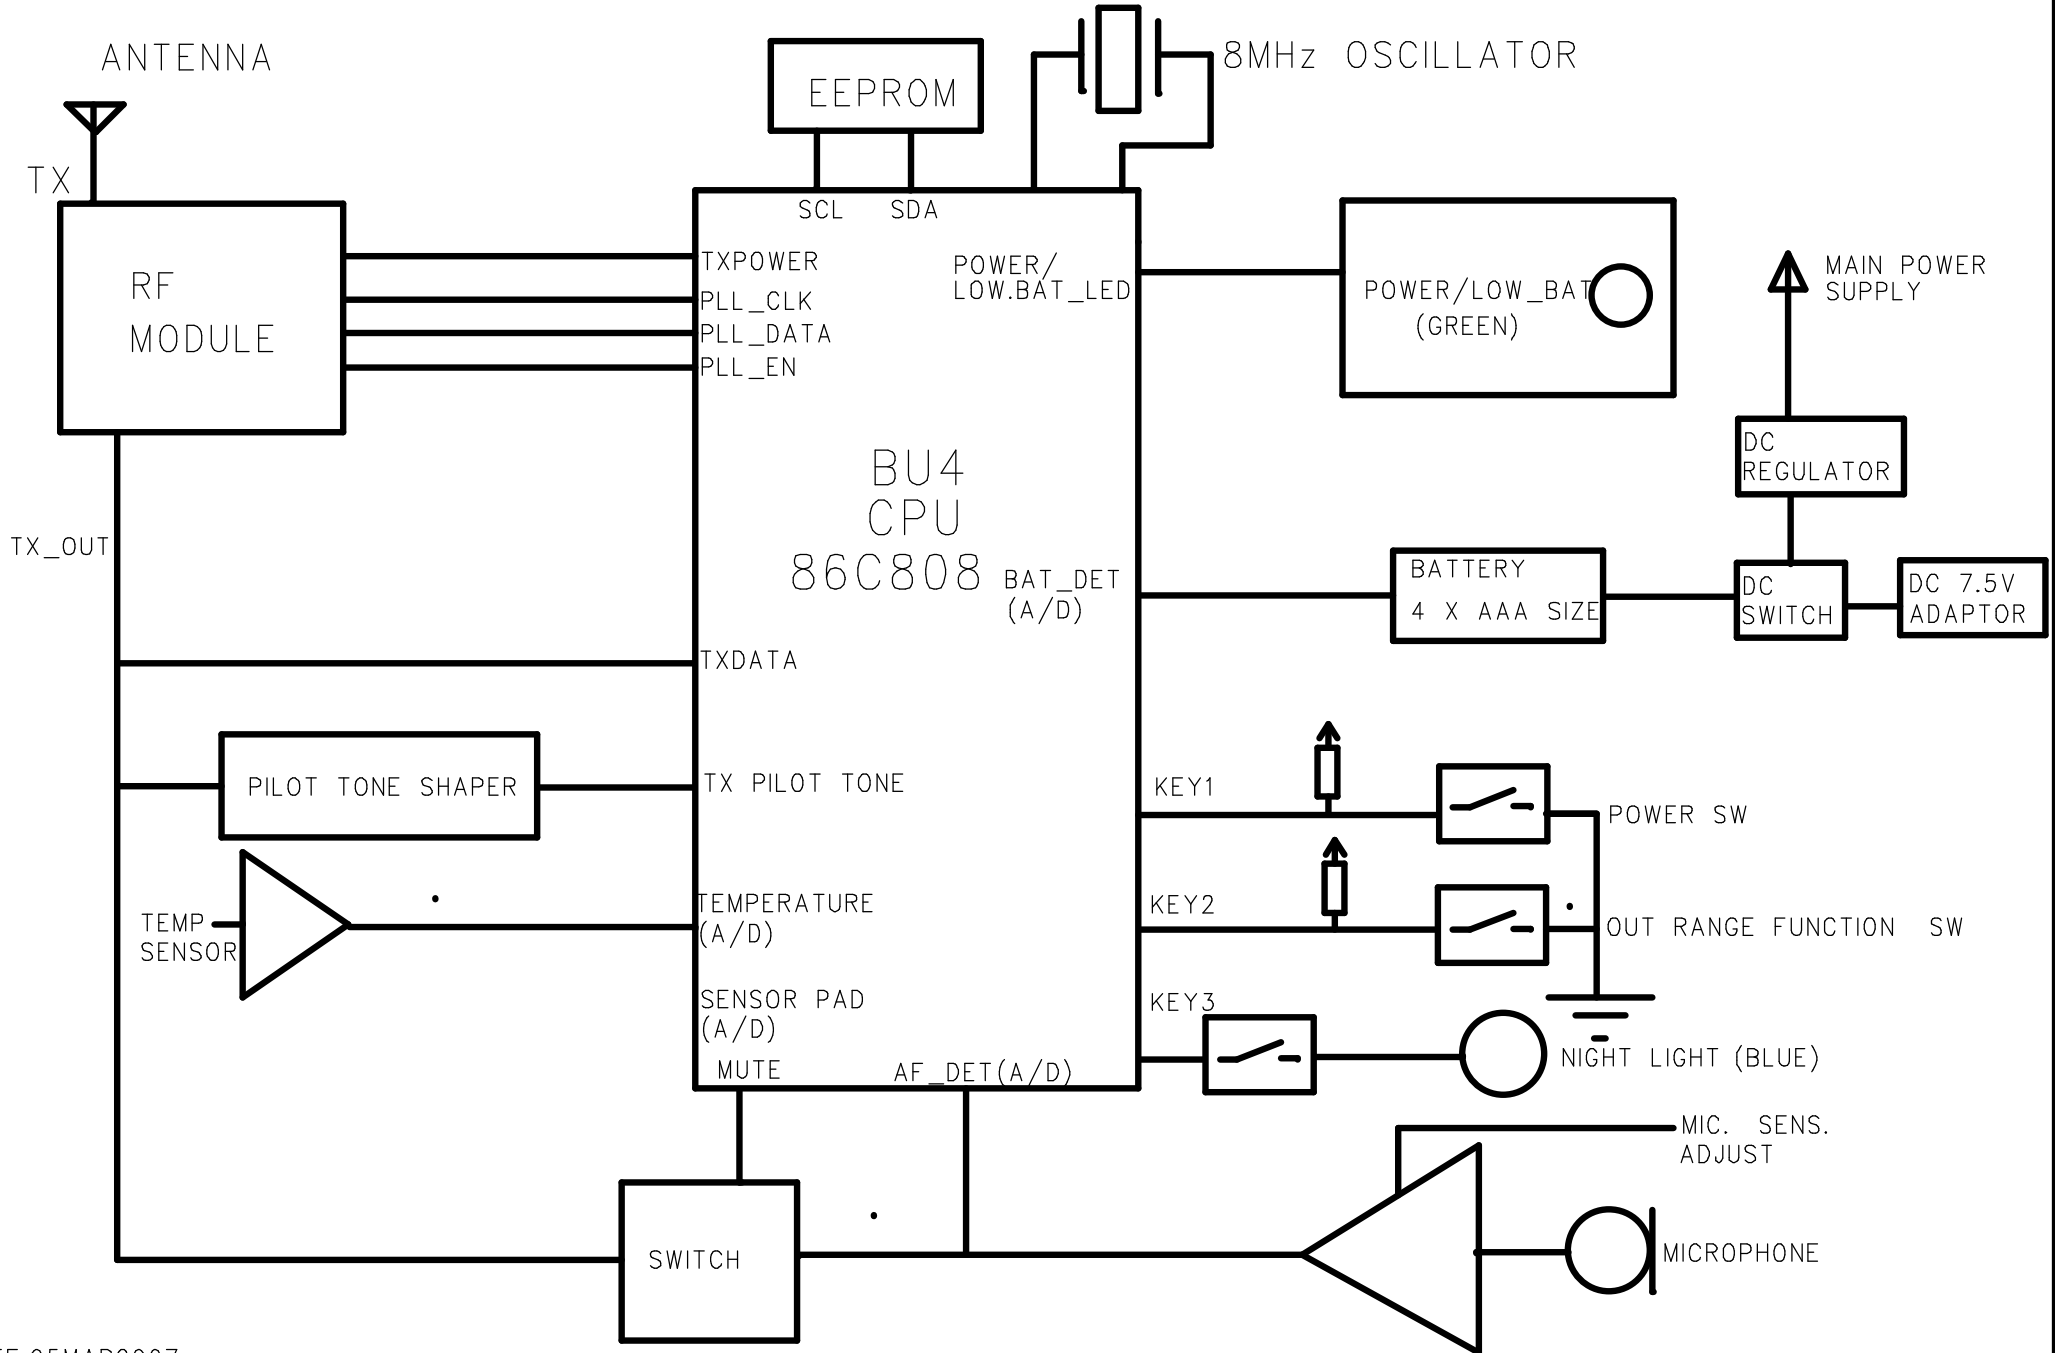 ANTENNA
EEPROM
8MHz OSCILLATOR
TX
SCL SDA
RF
MODULE
TXPOWER
PLL_CLK
PLL_DATA
PLL_EN
POWER/
LOW.BAT_LED
POWER/LOW_BAT
(GREEN)
MAIN POWER
SUPPLY
DC
REGULATOR
BU4
CPU
86C808
TX_OUT
BAT_DET
(A/D)
BATTERY
4 X AAA SIZE
DC
SWITCH
DC 7.5V
ADAPTOR
TXDATA
PILOT TONE SHAPER
TX PILOT TONE
KEY1
POWER SW
TEMP
SENSOR
TEMPERATURE
(A/D)
KEY2
OUT RANGE FUNCTION SW
SENSOR PAD
(A/D)
KEY3
NIGHT LIGHT (BLUE)
MUTE
AF_DET(A/D)
MIC. SENS.
ADJUST
SWITCH
MICROPHONE